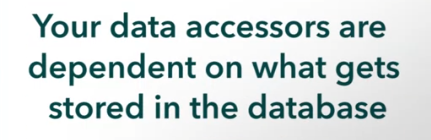 Your data accessors are
dependent on what gets
stored in the database